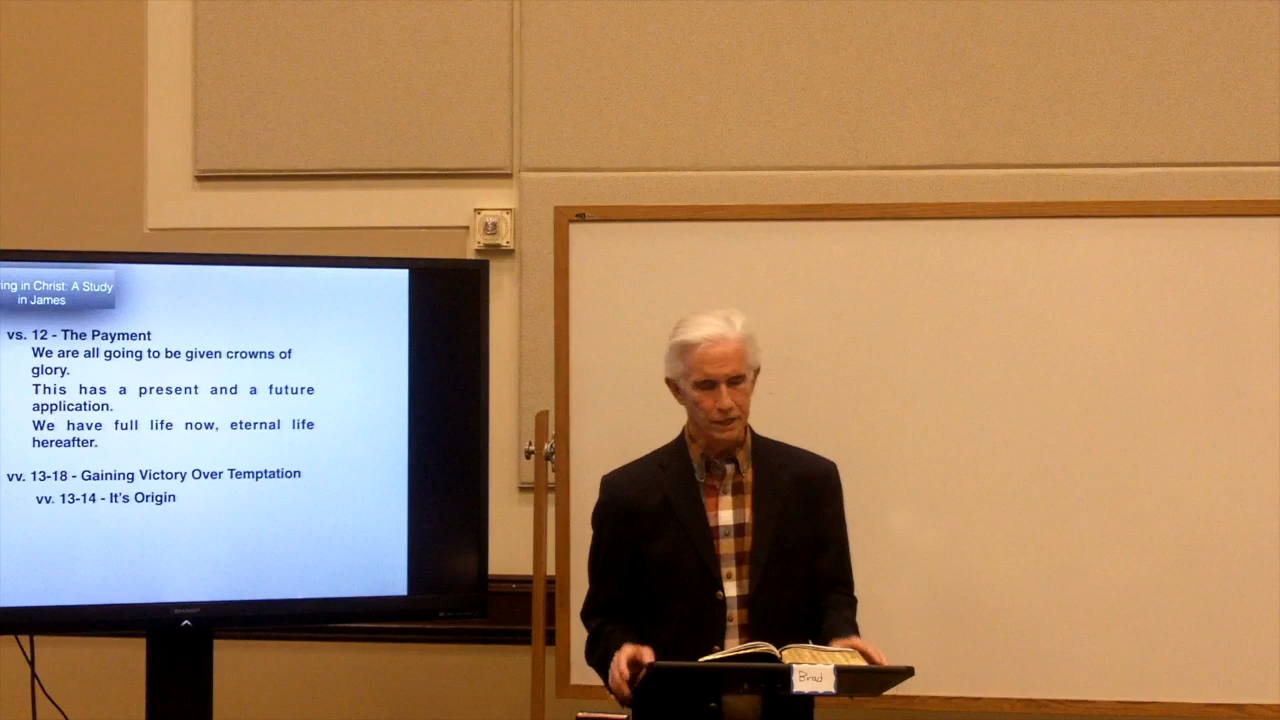 ing in Christ: A Study
in James
vs. 12 - The Payment
We are all going to be given crowns of
glory.
This has a present and a future
application.
We have full life now, eternal life
hereafter.
vv. 13-18 - Gaining Victory Over Temptation
vv. 13-14 - It's Origin
SHARP
Brad